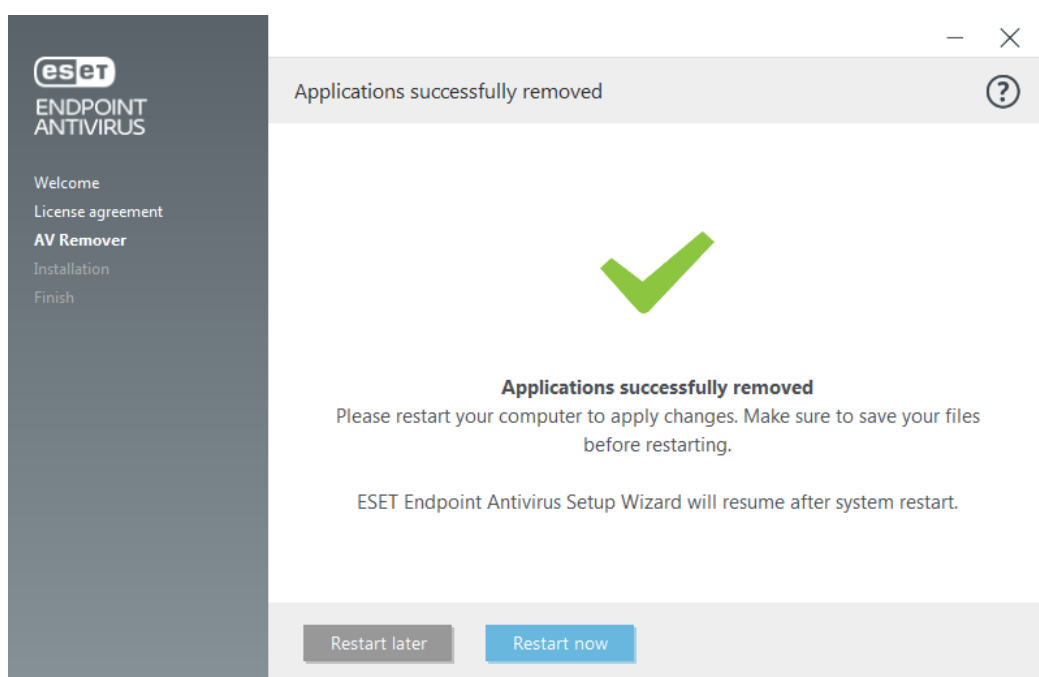 eset
ENDPOINT
ANTIVIRUS
Welcome
License agreement
AV Remover
Installation
Finish
Applications successfully removed
?
Applications successfully removed
Please restart your computer to apply changes. Make sure to save your files
before restarting.
ESET Endpoint Antivirus Setup Wizard will resume after system restart.
Restart later
Restart now